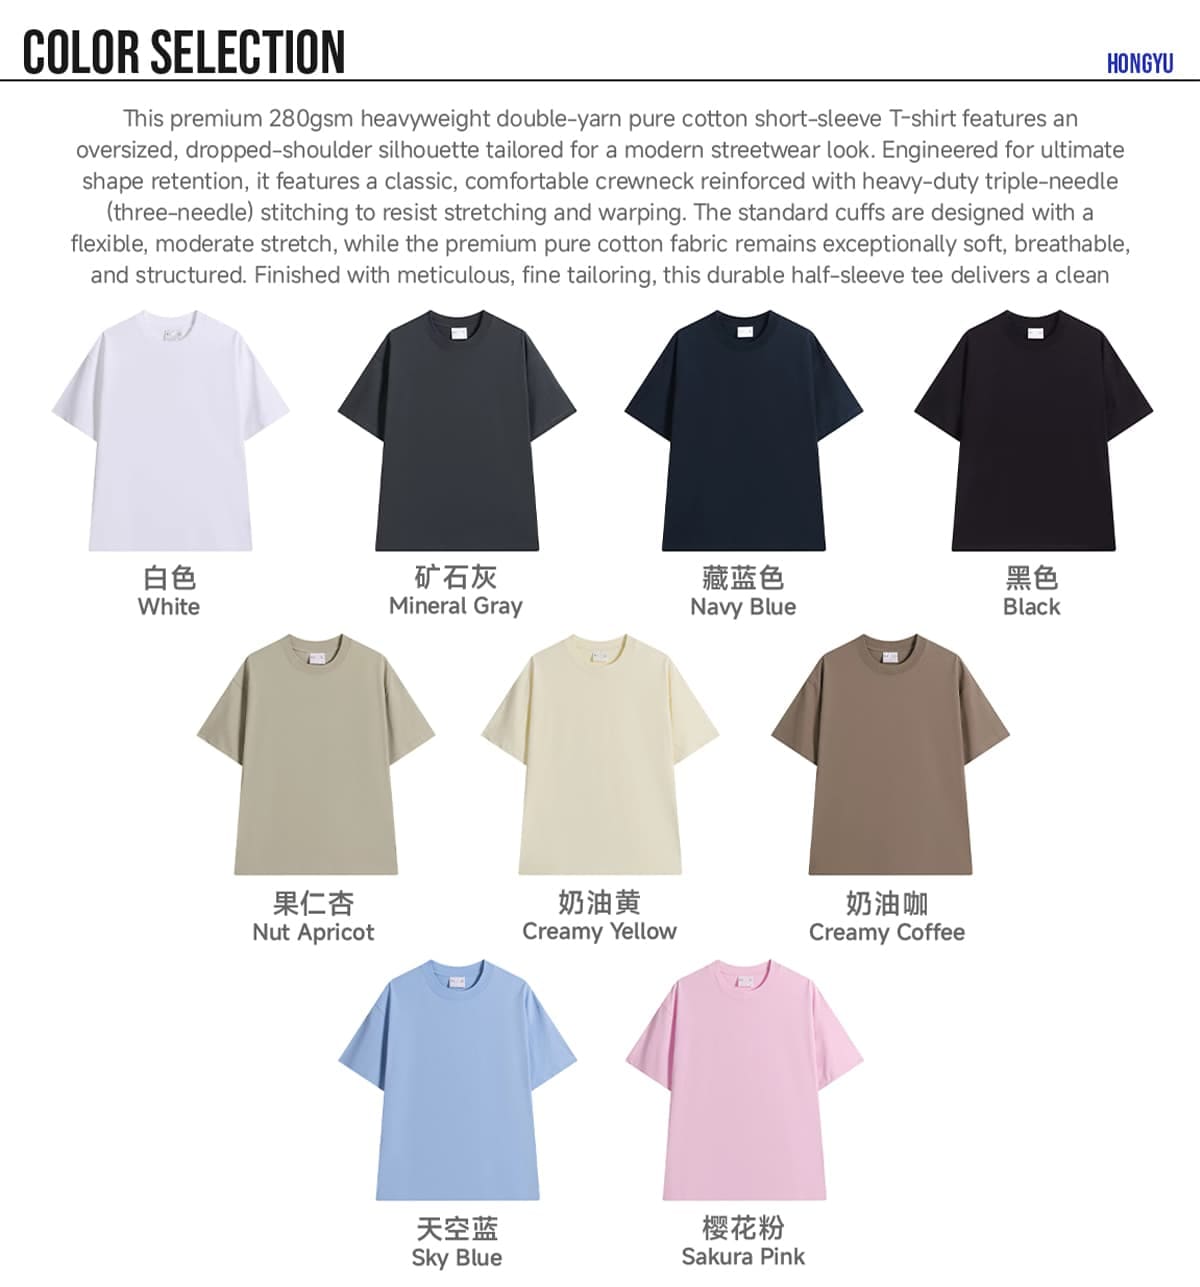 COLOR SELECTION
HONGYU
This premium 280gsm heavyweight double-yarn pure cotton short-sleeve T-shirt features an
oversized, dropped-shoulder silhouette tailored for a modern streetwear look. Engineered for ultimate
shape retention, it features a classic, comfortable crewneck reinforced with heavy-duty triple-needle
(three-needle) stitching to resist stretching and warping. The standard cuffs are designed with a
flexible, moderate stretch, while the premium pure cotton fabric remains exceptionally soft, breathable,
and structured. Finished with meticulous, fine tailoring, this durable half-sleeve tee delivers a clean
白色
White
矿石灰
Mineral Gray
藏蓝色
Navy Blue
黑色
Black
果仁杏
Nut Apricot
奶油黄
Creamy Yellow
奶油咖
Creamy Coffee
天空蓝
Sky Blue
樱花粉
Sakura Pink